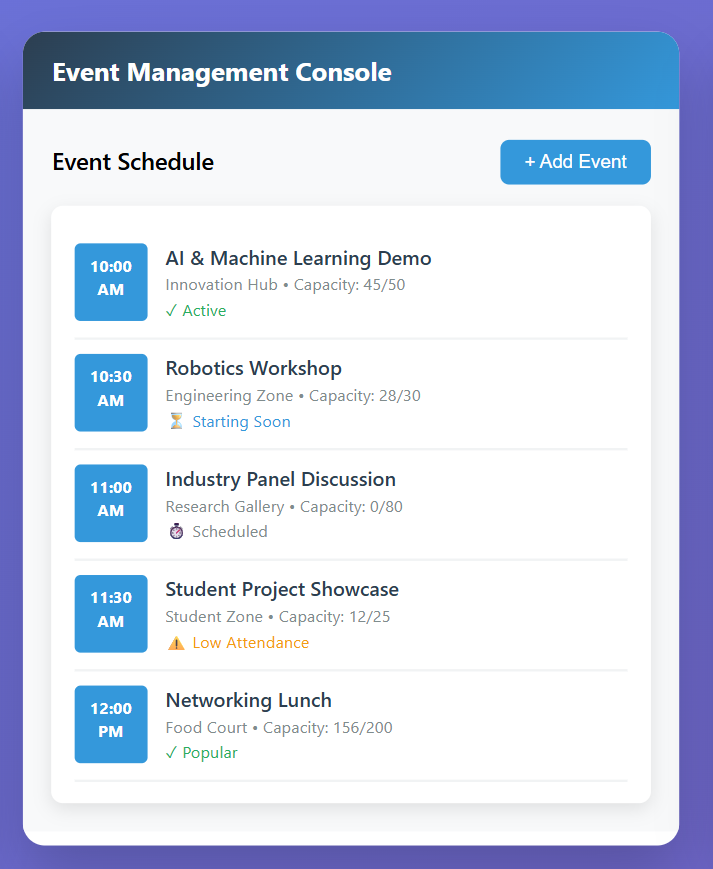 Event Management Console
Event Schedule
+ Add Event
10:00
AM
AI & Machine Learning Demo
Innovation Hub • Capacity: 45/50
✓ Active
10:30
AM
Robotics Workshop
Engineering Zone • Capacity: 28/30
⏳ Starting Soon
11:00
AM
Industry Panel Discussion
Research Gallery • Capacity: 0/80
⏱ Scheduled
11:30
AM
Student Project Showcase
Student Zone • Capacity: 12/25
⚠ Low Attendance
12:00
PM
Networking Lunch
Food Court • Capacity: 156/200
✓ Popular